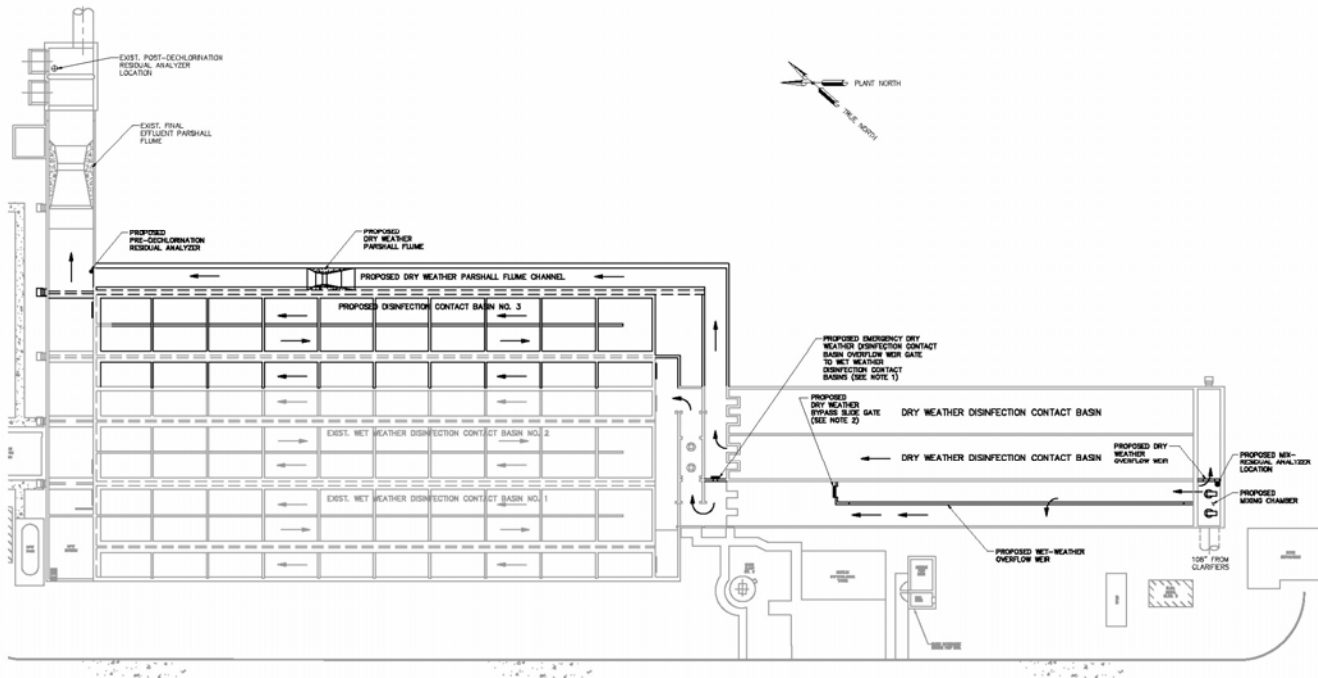 EXIST. POST-DECHLORINATION
RESIDUAL ANALYZER
LOCATION
PLANT NORTH
TRUE NORTH
EXIST. FINAL
EFFLUENT PARSHALL
FLUME
PROPOSED
PRE-DECHLORINATION
RESIDUAL ANALYZER
PROPOSED
DRY WEATHER
PARSHALL FLUME
PROPOSED DRY WEATHER PARSHALL FLUME CHANNEL
PROPOSED DISINFECTION CONTACT BASIN NO. 3
PROPOSED EMERGENCY DRY
WEATHER DISINFECTION CONTACT
BASIN OVERFLOW WEIR GATE
TO WET WEATHER
DISINFECTION CONTACT
BASINS (SEE NOTE 1)
PROPOSED
DRY WEATHER
BYPASS SLIDE GATE
(SEE NOTE 2)
DRY WEATHER DISINFECTION CONTACT BASIN
EXIST. WET WEATHER DISINFECTION CONTACT BASIN NO. 2
DRY WEATHER DISINFECTION CONTACT BASIN
PROPOSED DRY
WEATHER
OVERFLOW WEIR
PROPOSED MIX-
RESIDUAL ANALYZER
LOCATION
EXIST. WET WEATHER DISINFECTION CONTACT BASIN NO. 1
PROPOSED
MIXING CHAMBER
PROPOSED WET-WEATHER
OVERFLOW WEIR
108" FROM
CLARIFIERS